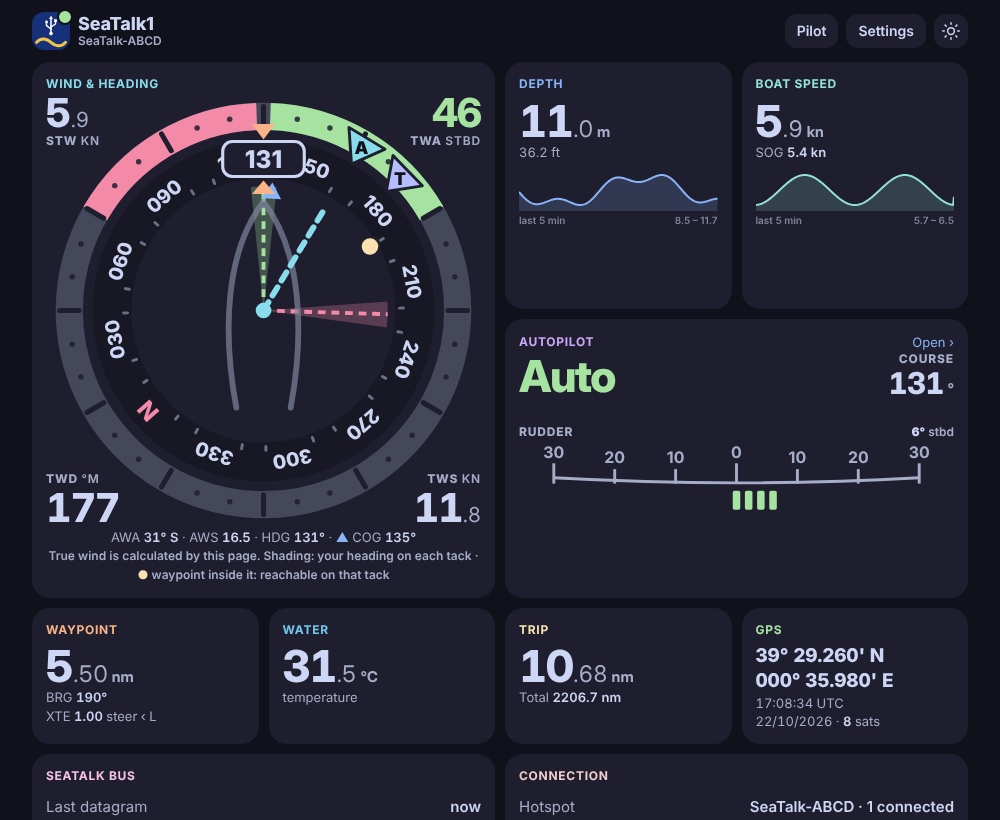 SeaTalk1
SeaTalk-ABCD
Pilot
Settings
WIND & HEADING
5.9
STW KN
46
TWA STBD
131
A
T
180
210
240
270
300
330
N
030
060
090
TWD °M
177
TWS KN
11.8
AWA 31° S · AWS 16.5 · HDG 131° · COG 135°
True wind is calculated by this page. Shading: your heading on each tack ·
waypoint inside it: reachable on that tack
DEPTH
11.0 m
36.2 ft
last 5 min
8.5 – 11.7
BOAT SPEED
5.9 kn
SOG 5.4 kn
last 5 min
5.7 – 6.5
AUTOPILOT
Open ›
Auto
COURSE
131°
RUDDER
6° stbd
30 20 10 0 10 20 30
WAYPOINT
5.50 nm
BRG 190°
XTE 1.00 steer ‹ L
WATER
31.5 °C
temperature
TRIP
10.68 nm
Total 2206.7 nm
GPS
39° 29.260' N
000° 35.980' E
17:08:34 UTC
22/10/2026 · 8 sats
SEATALK BUS
Last datagram
now
CONNECTION
Hotspot
SeaTalk-ABCD · 1 connected